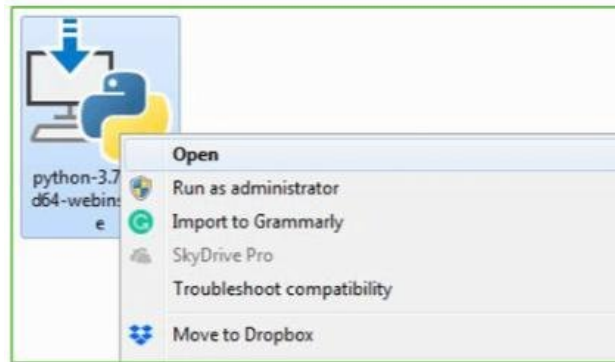 python-3.7
d64-webins
e
Open
Run as administrator
Import to Grammarly
SkyDrive Pro
Troubleshoot compatibility
Move to Dropbox